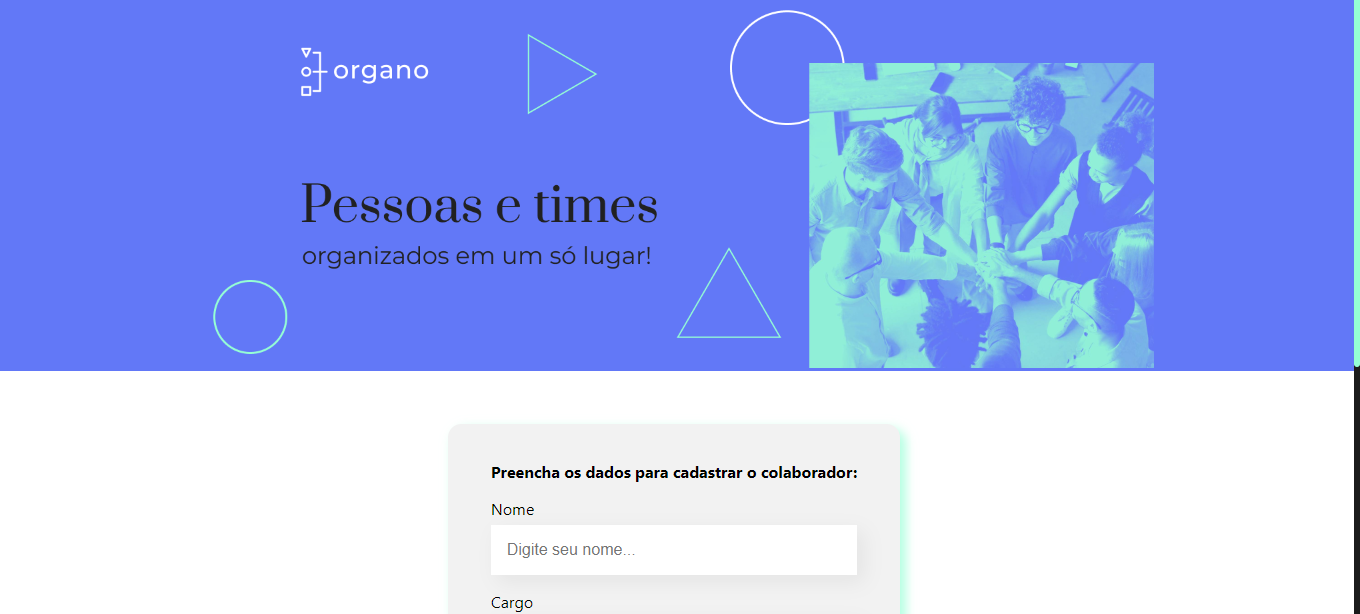 organo
Pessoas e times
organizados em um só lugar!
Preencha os dados para cadastrar o colaborador:
Nome
Digite seu nome...
Cargo